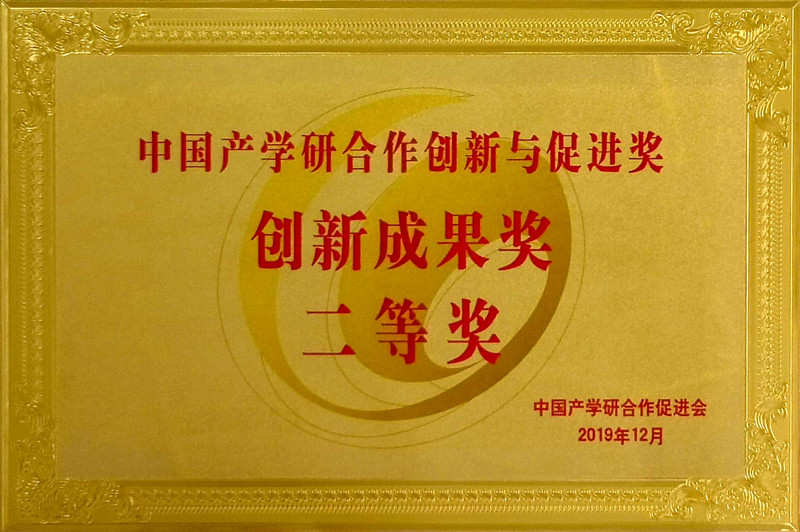 中国产学研合作创新与促进奖
创新成果奖
二等奖
中国产学研合作促进会
2019年12月